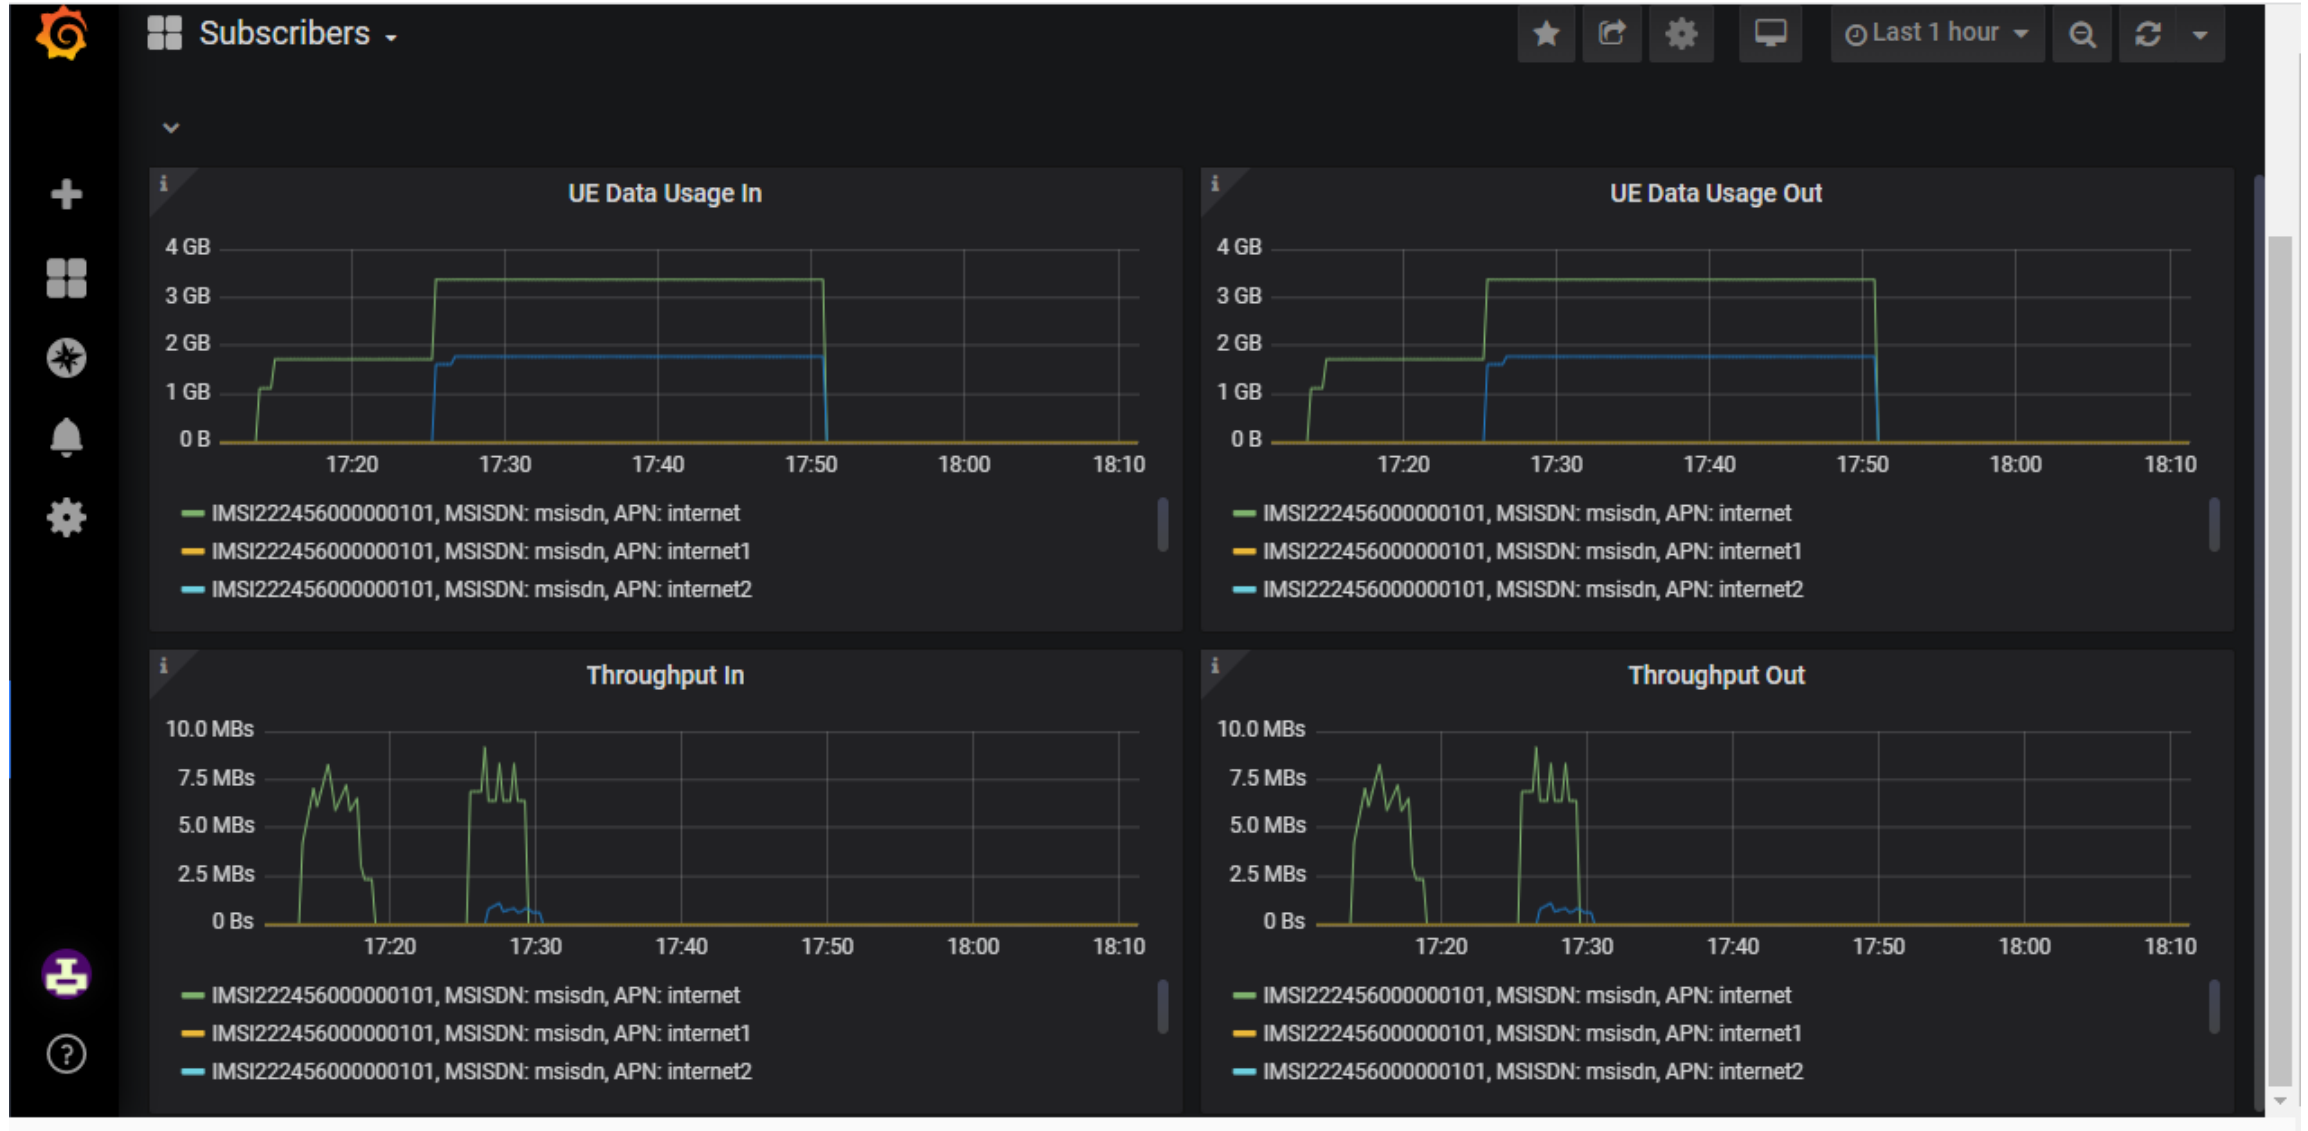 Subscribers
Last 1 hour
UE Data Usage In
4 GB
3 GB
2 GB
1 GB
0 B
17:20 17:30 17:40 17:50 18:00 18:10
IMSI222456000000101, MSISDN: msisdn, APN: internet
IMSI222456000000101, MSISDN: msisdn, APN: internet1
IMSI222456000000101, MSISDN: msisdn, APN: internet2
UE Data Usage Out
4 GB
3 GB
2 GB
1 GB
0 B
17:20 17:30 17:40 17:50 18:00 18:10
IMSI222456000000101, MSISDN: msisdn, APN: internet
IMSI222456000000101, MSISDN: msisdn, APN: internet1
IMSI222456000000101, MSISDN: msisdn, APN: internet2
Throughput In
10.0 MBs
7.5 MBs
5.0 MBs
2.5 MBs
0 Bs
17:20 17:30 17:40 17:50 18:00 18:10
IMSI222456000000101, MSISDN: msisdn, APN: internet
IMSI222456000000101, MSISDN: msisdn, APN: internet1
IMSI222456000000101, MSISDN: msisdn, APN: internet2
Throughput Out
10.0 MBs
7.5 MBs
5.0 MBs
2.5 MBs
0 Bs
17:20 17:30 17:40 17:50 18:00 18:10
IMSI222456000000101, MSISDN: msisdn, APN: internet
IMSI222456000000101, MSISDN: msisdn, APN: internet1
IMSI222456000000101, MSISDN: msisdn, APN: internet2